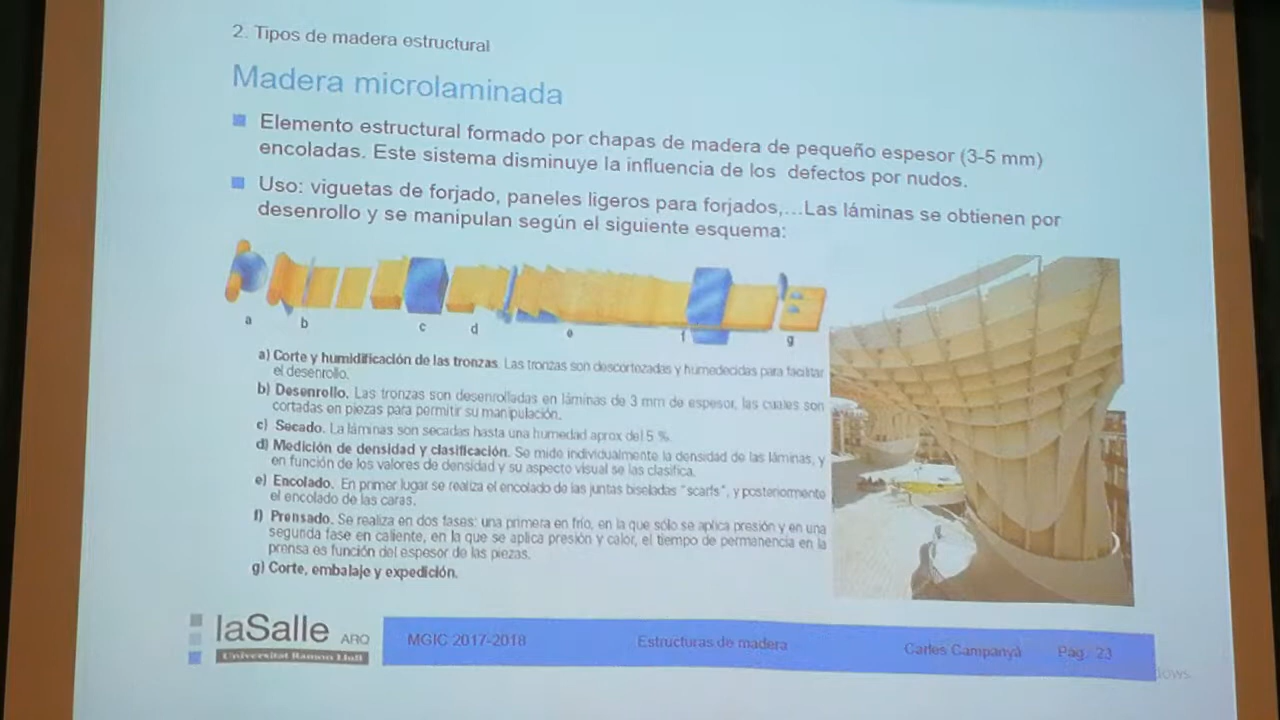 2. Tipos de madera estructural
Madera microlaminada
Elemento estructural formado por chapas de madera de pequeño espesor (3-5 mm)
encoladas. Este sistema disminuye la influencia de los defectos por nudos.
Uso: viguetas de forjado, paneles ligeros para forjados,...Las láminas se obtienen por
desenrollo y se manipulan según el siguiente esquema:
a b c d e f g
a) Corte y humidificación de las tronzas. Las tronzas son descortezadas y humedecidas para facilitar
el desenrollo.
b) Desenrollo. Las tronzas son desenrolladas en láminas de 3 mm de espesor, las cuales son
cortadas en piezas para permitir su manipulación.
c) Secado. La láminas son secadas hasta una humedad aprox del 5 %.
d) Medición de densidad y clasificación. Se mide individualmente la densidad de las láminas, y
en función de los valores de densidad y su aspecto visual se las clasifica.
e) Encolado. En primer lugar se realiza el encolado de las juntas biseladas "scarfs", y posteriormente
el encolado de las caras.
f) Prensado. Se realiza en dos fases: una primera en frío, en la que sólo se aplica presión y en una
segunda fase en caliente, en la que se aplica presión y calor, el tiempo de permanencia en la
prensa es función del espesor de las piezas.
g) Corte, embalaje y expedición.
laSalle ARQ
Universitat Ramon Llull
MGIC 2017-2018 Estructuras de madera Carles Campanyà Pág. 23
dows